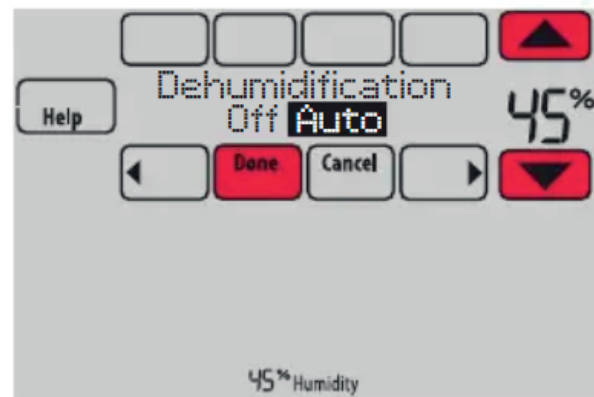 Dehumidification
Help
Off Auto
45%
Done Cancel
45% Humidity